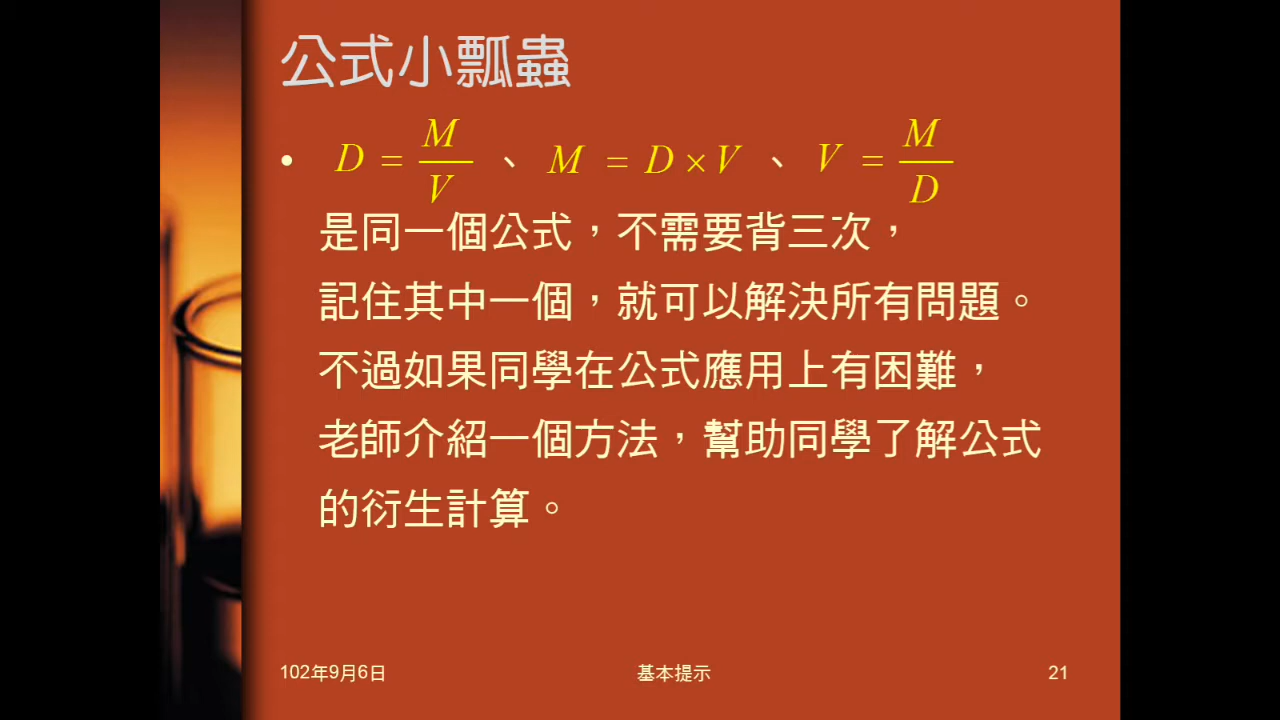 公式小瓢蟲
• D = M/V 、 M = D × V 、 V = M/D
是同一個公式，不需要背三次，
記住其中一個，就可以解決所有問題。
不過如果同學在公式應用上有困難，
老師介紹一個方法，幫助同學了解公式
的衍生計算。
102年9月6日
基本提示
21